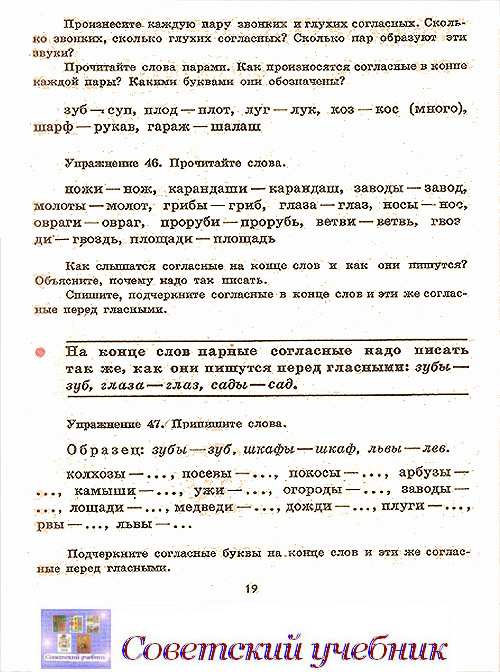 Произнесите каждую пару звонких и глухих согласных. Сколь-
ко звонких, сколько глухих согласных? Сколько пар образуют эти
звуки?
Прочитайте слова парами. Как произносятся согласные в конце
каждой пары? Какими буквами они обозначены?
зуб — суп, плод — плот, луг — лук, коз — кос (много),
шарф — рукав, гараж — шалаш
Упражнение 46. Прочитайте слова.
ножи — нож, карандаши — карандаш, заводы — завод,
молоты — молот, грибы — гриб, глаза — глаз, носы — нос,
овраги — овраг, проруби — прорубь, ветви — ветвь, гвоз
ди — гвоздь, площади — площадь
Как слышатся согласные на конце слов и как они пишутся?
Объясните, почему надо так писать.
Спишите, подчеркните согласные в конце слов и эти же соглас-
ные перед гласными.
На конце слов парные согласные надо писать
так же, как они пишутся перед гласными: зубы —
зуб, глаза — глаз, сады — сад.
Упражнение 47. Припишите слова.
Образец: зубы — зуб, шкафы — шкаф, львы — лев.
колхозы — ..., посевы — ..., покосы — ..., арбузы —
..., камыши — ..., ужи — ..., огороды — ..., заводы —
..., лошади — ..., медведи — ..., дожди — ..., плуги — ...,
рвы — ..., львы — ...
Подчеркните согласные буквы на конце слов и эти же соглас-
ные перед гласными.
19
Советский учебник
Советский учебник